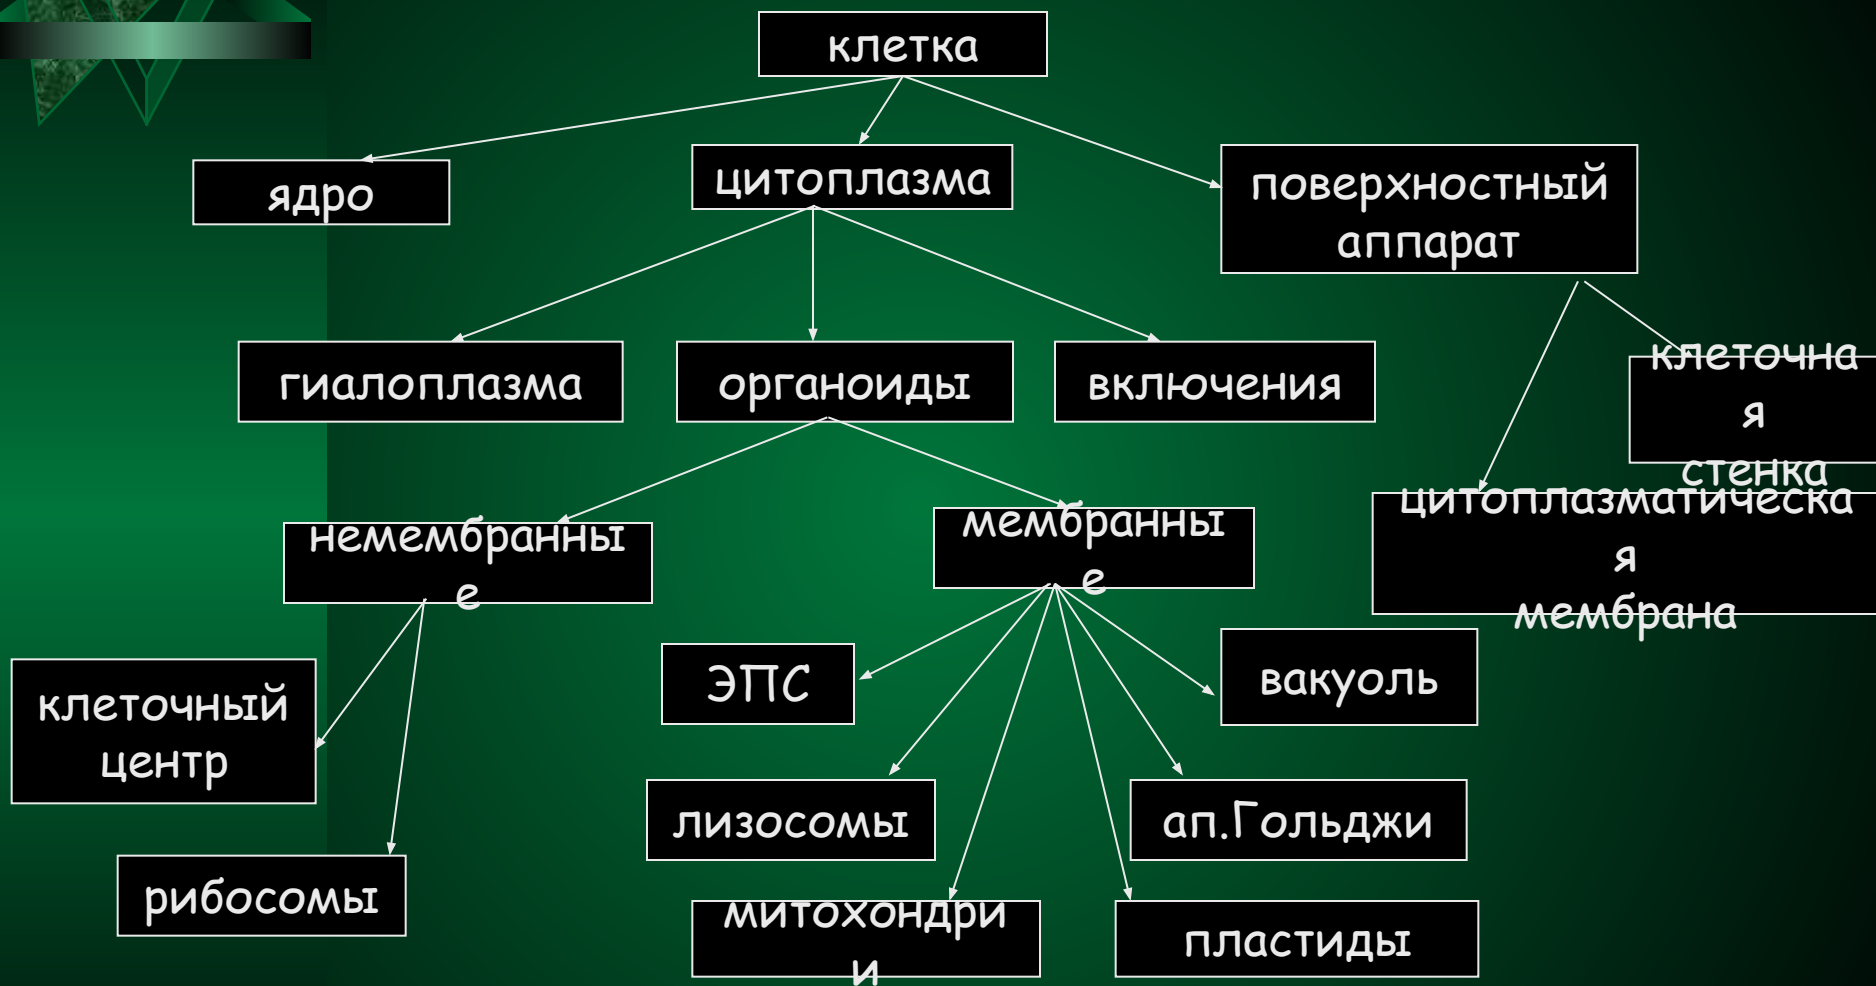 клетка
ядро
цитоплазма
поверхностный
аппарат
гиалоплазма
органоиды
включения
клеточна
я
стенка
немембранны
е
мембранны
е
цитоплазматическа
я
мембрана
клеточный
центр
ЭПС
вакуоль
лизосомы
ап.Гольджи
рибосомы
митохондри
и
пластиды